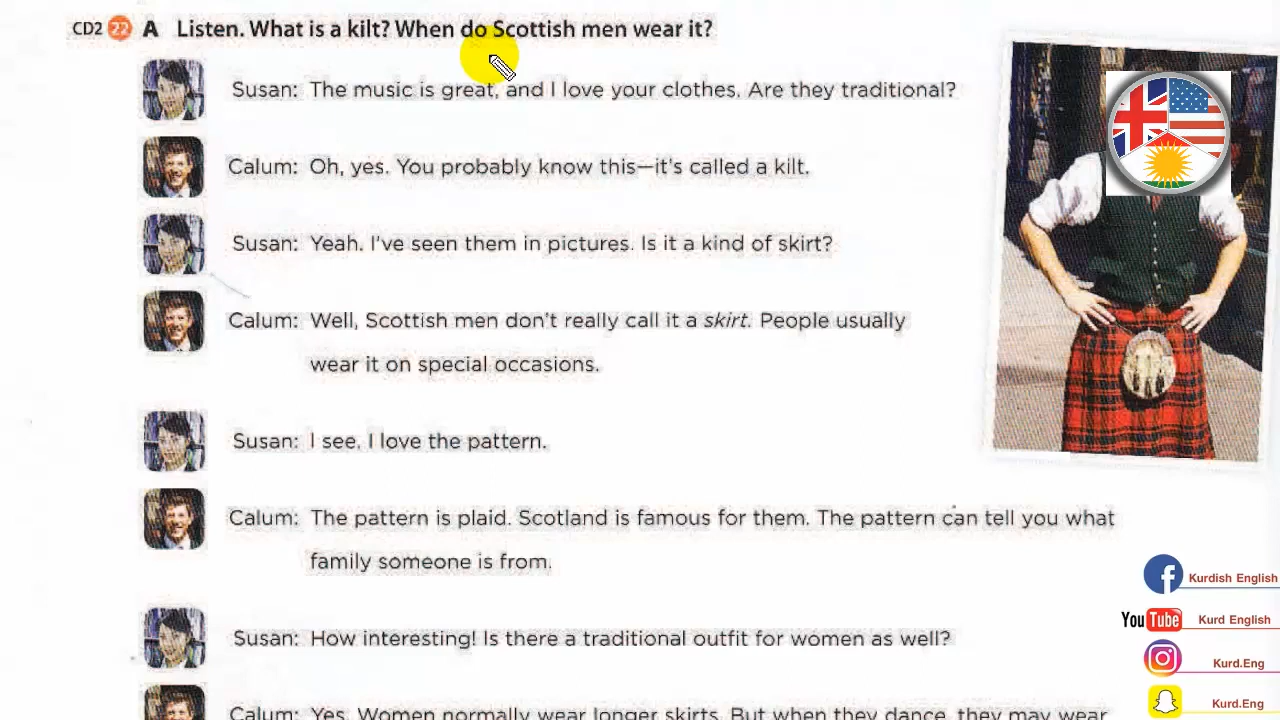 CD2 22 A Listen. What is a kilt? When do Scottish men wear it?
Susan: The music is great, and I love your clothes. Are they traditional?
Calum: Oh, yes. You probably know this—it's called a kilt.
Susan: Yeah. I've seen them in pictures. Is it a kind of skirt?
Calum: Well, Scottish men don't really call it a skirt. People usually
wear it on special occasions.
Susan: I see. I love the pattern.
Calum: The pattern is plaid. Scotland is famous for them. The pattern can tell you what
family someone is from.
Susan: How interesting! Is there a traditional outfit for women as well?
Calum: Yes. Women normally wear longer skirts. But when they dance, they may wear
Kurdish English
YouTube Kurd English
Kurd.Eng
Kurd.Eng